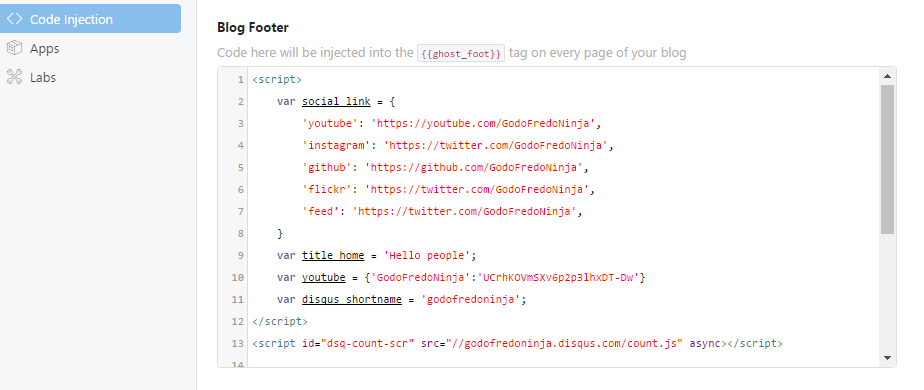 Code Injection
Apps
Labs
Blog Footer
Code here will be injected into the {{ghost_foot}} tag on every page of your blog
1 <script>
2 var social_link = {
3 'youtube': 'https://youtube.com/GodoFredoNinja',
4 'instagram': 'https://twitter.com/GodoFredoNinja',
5 'github': 'https://github.com/GodoFredoNinja',
6 'flickr': 'https://twitter.com/GodoFredoNinja',
7 'feed': 'https://twitter.com/GodoFredoNinja',
8 }
9 var title_home = 'Hello people';
10 var youtube = {'GodoFredoNinja':'UCrhKOVmSXv6p2p3lhxDT-Dw'}
11 var disqus_shortname = 'godofredoninja';
12 </script>
13 <script id="dsq-count-scr" src="//godofredoninja.disqus.com/count.js" async></script>
14